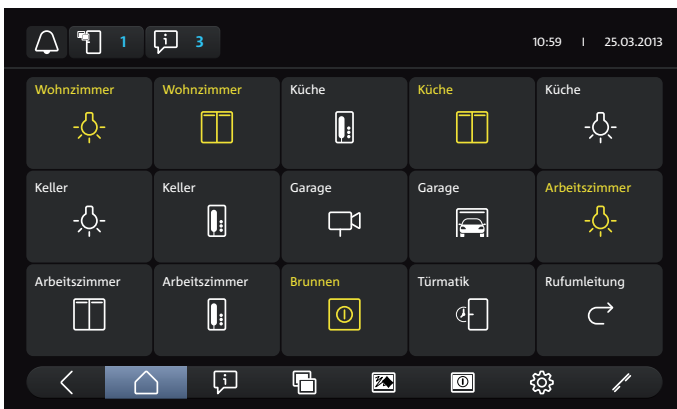 1 3 10:59 I 25.03.2013
Wohnzimmer Wohnzimmer Küche Küche Küche
Keller Keller Garage Garage Arbeitszimmer
Arbeitszimmer Arbeitszimmer Brunnen Türmatik Rufumleitung